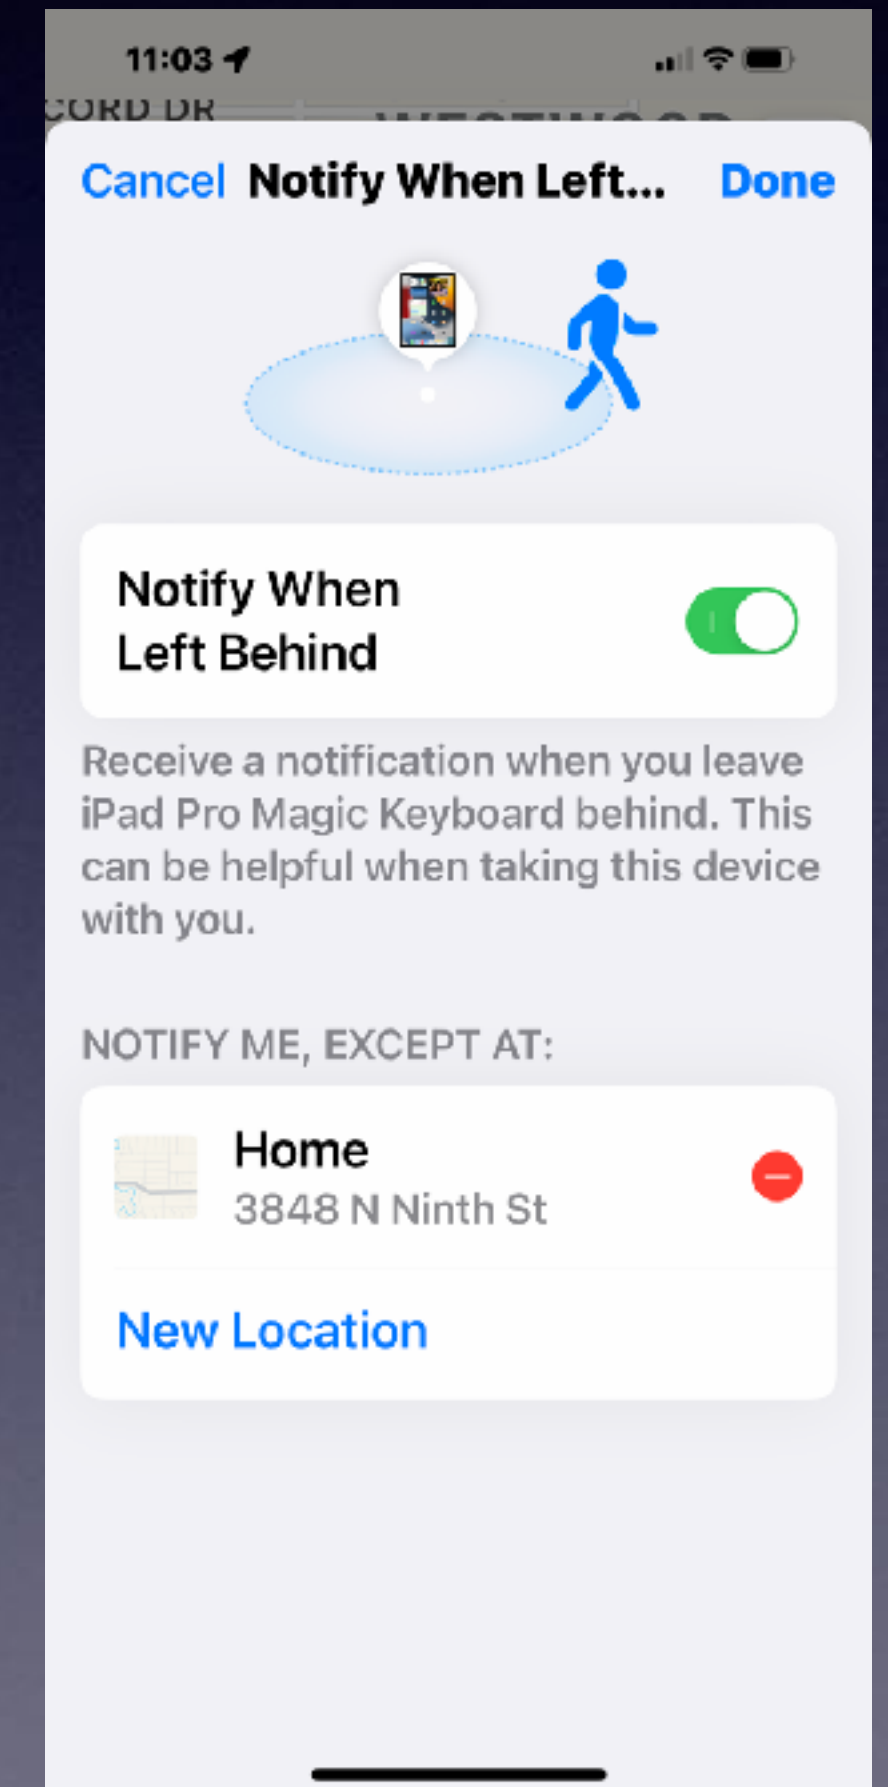 11:03
CORD DR
WESTWOOD
Cancel Notify When Left... Done
Notify When
Left Behind
Receive a notification when you leave
iPad Pro Magic Keyboard behind. This
can be helpful when taking this device
with you.
NOTIFY ME, EXCEPT AT:
Home
3848 N Ninth St
New Location